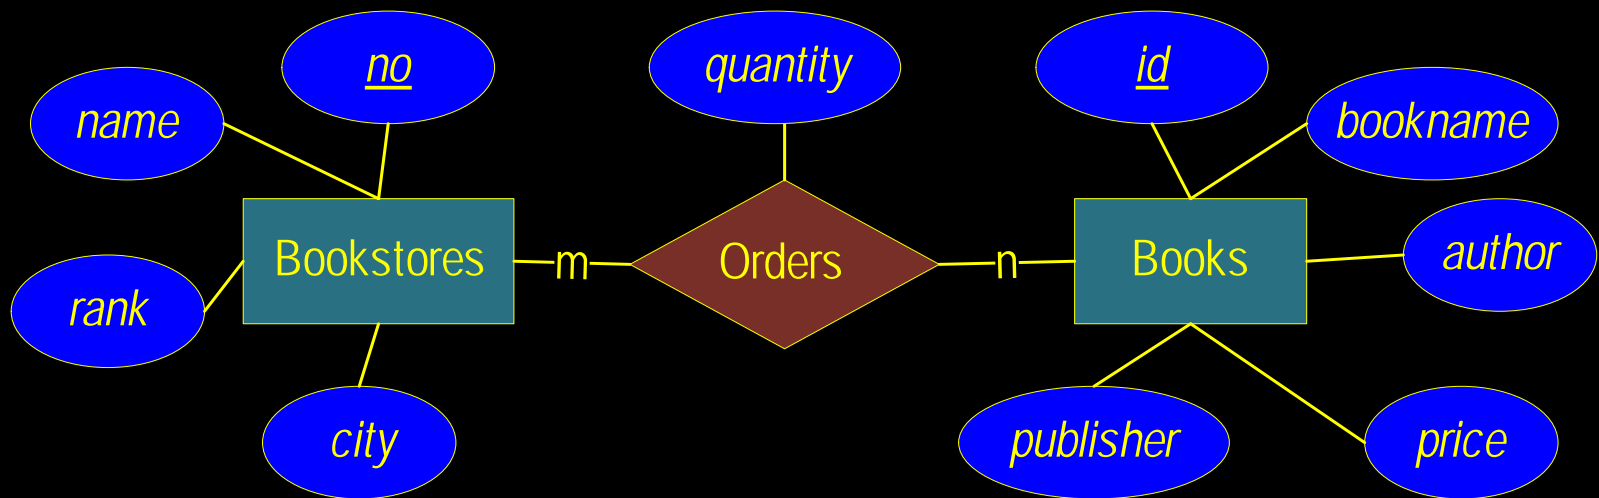 no
quantity
id
name
bookname
Bookstores
m
Orders
n
Books
author
rank
city
publisher
price